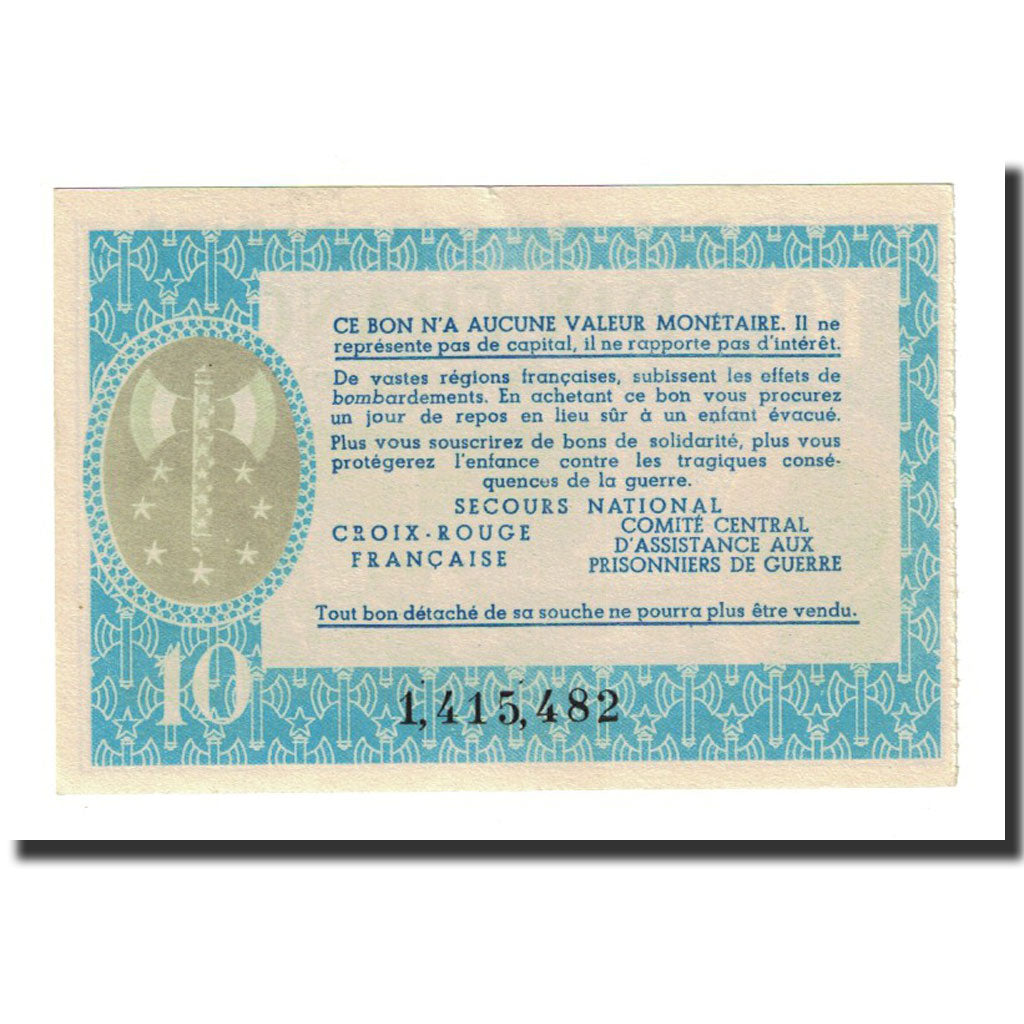 CE BON N'A AUCUNE VALEUR MONÉTAIRE. Il ne
représente pas de capital, il ne rapporte pas d'intérêt.
De vastes régions françaises, subissent les effets de
bombardements. En achetant ce bon vous procurez
un jour de repos en lieu sûr à un enfant évacué.
Plus vous souscrirez de bons de solidarité, plus vous
protégerez l'enfance contre les tragiques consé-
quences de la guerre.
SECOURS NATIONAL
CROIX-ROUGE
FRANÇAISE
COMITÉ CENTRAL
D'ASSISTANCE AUX
PRISONNIERS DE GUERRE
Tout bon détaché de sa souche ne pourra plus être vendu.
10
1,415,482